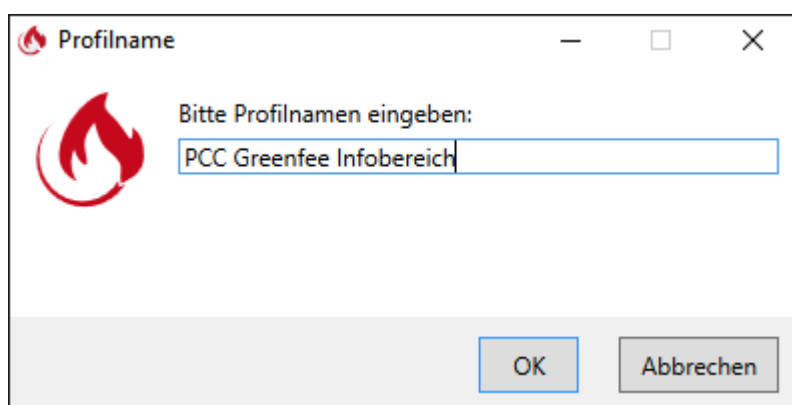 Profilname
Bitte Profilnamen eingeben:
PCC Greenfee Infobereich
OK
Abbrechen